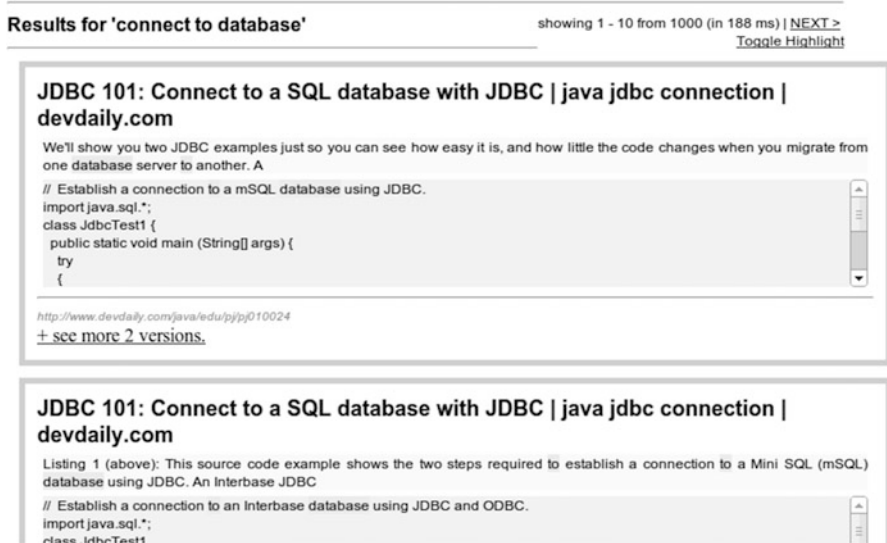 Results for 'connect to database'
showing 1 - 10 from 1000 (in 188 ms) | NEXT >
Toggle Highlight
JDBC 101: Connect to a SQL database with JDBC | java jdbc connection |
devdaily.com
We'll show you two JDBC examples just so you can see how easy it is, and how little the code changes when you migrate from
one database server to another. A
// Establish a connection to a mSQL database using JDBC.
import java.sql.*;
class JdbcTest1 {
public static void main (String[] args) {
try
{
http://www.devdaily.com/java/edu/pj/pj010024
+ see more 2 versions.
JDBC 101: Connect to a SQL database with JDBC | java jdbc connection |
devdaily.com
Listing 1 (above): This source code example shows the two steps required to establish a connection to a Mini SQL (mSQL)
database using JDBC. An Interbase JDBC
// Establish a connection to an Interbase database using JDBC and ODBC.
import java.sql.*;
class JdbcTest1